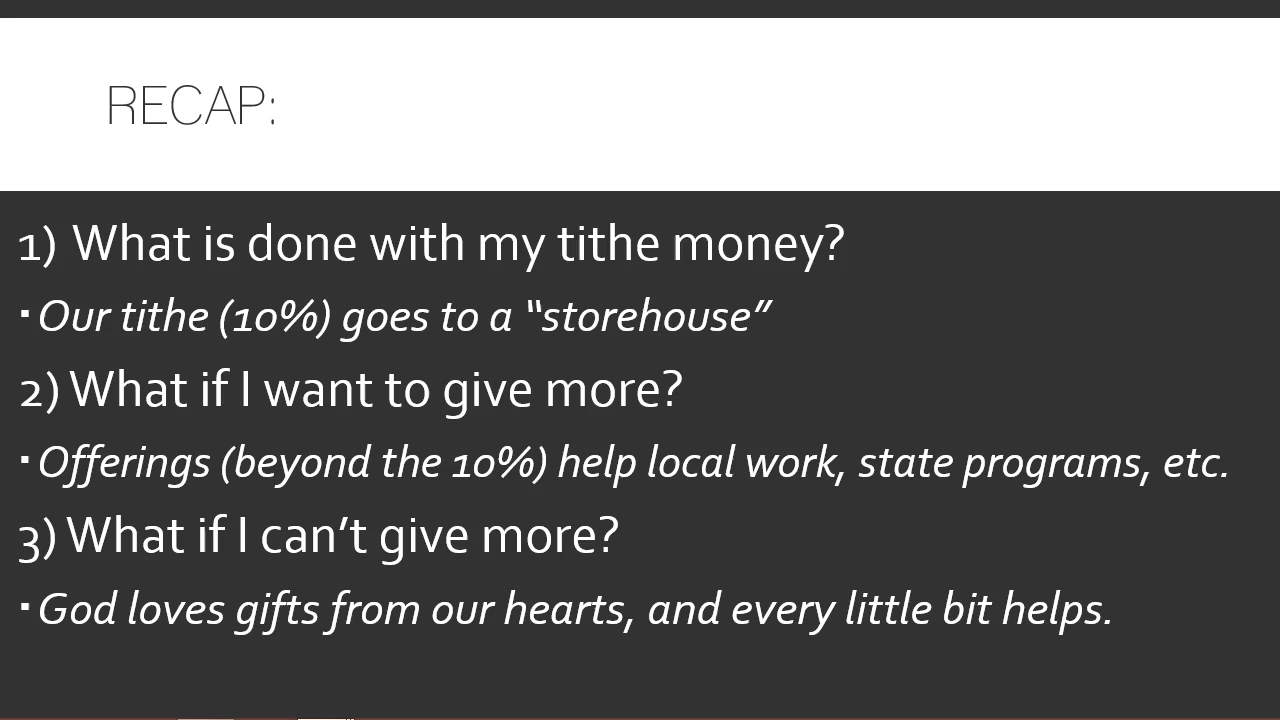 RECAP:
1) What is done with my tithe money?
▪ Our tithe (10%) goes to a “storehouse”
2) What if I want to give more?
▪ Offerings (beyond the 10%) help local work, state programs, etc.
3) What if I can’t give more?
▪ God loves gifts from our hearts, and every little bit helps.